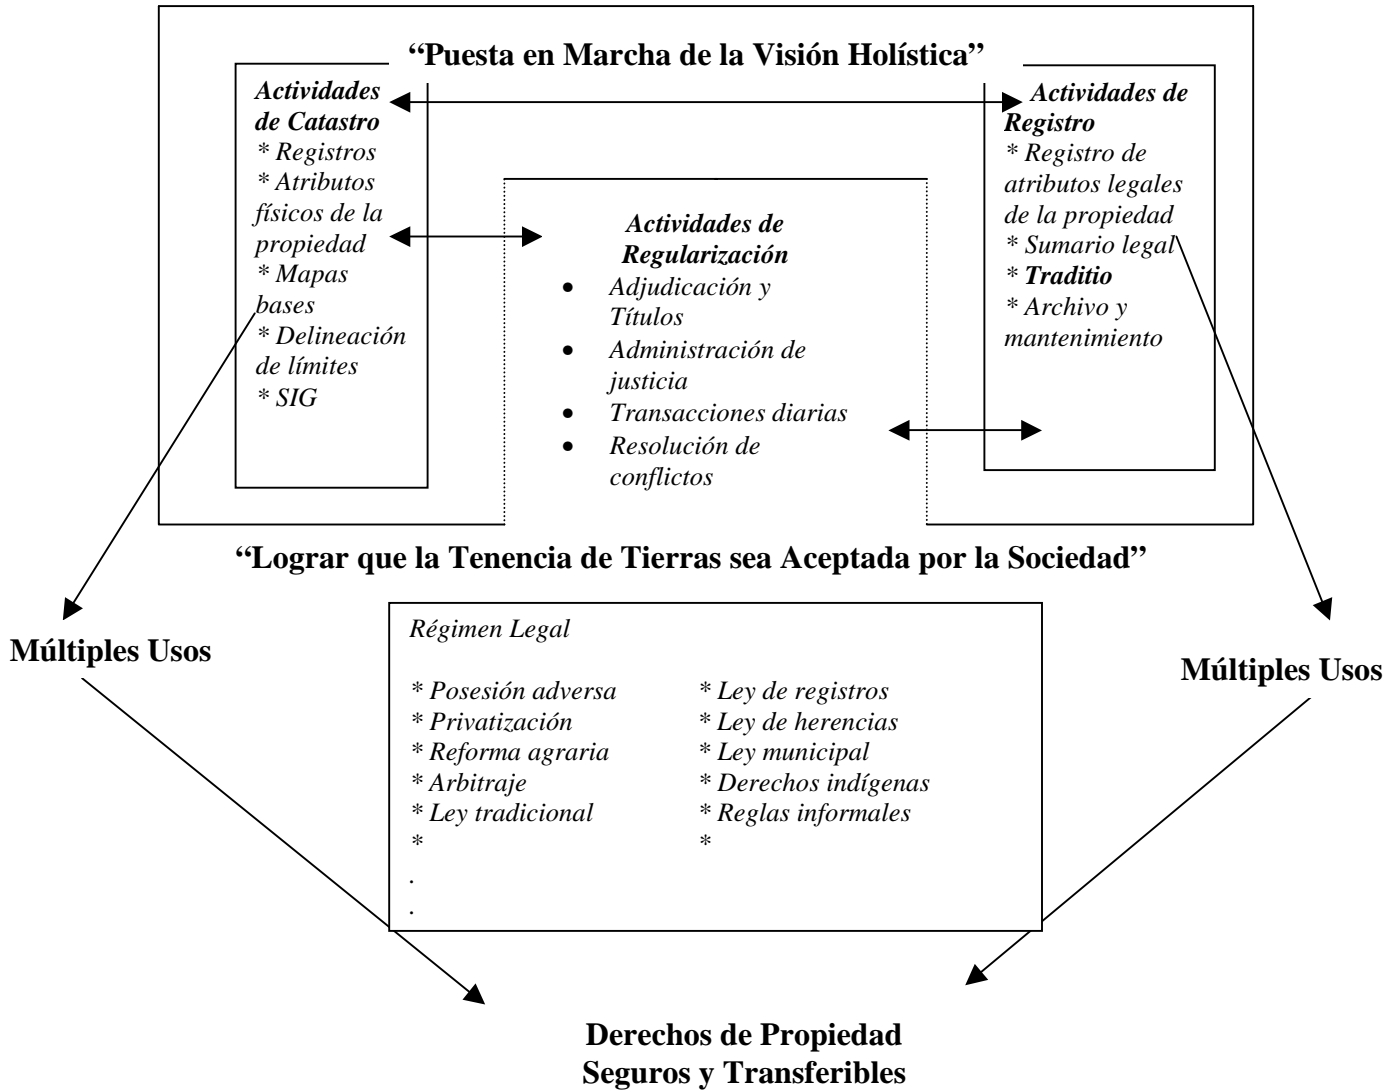 “Puesta en Marcha de la Visión Holística”
Actividades
de Catastro
* Registros
* Atributos
físicos de la
propiedad
* Mapas
bases
* Delineación
de límites
* SIG
Actividades de
Regularización
• Adjudicación y
Títulos
• Administración de
justicia
• Transacciones diarias
• Resolución de
conflictos
Actividades de
Registro
* Registro de
atributos legales
de la propiedad
* Sumario legal
* Traditio
* Archivo y
mantenimiento
“Lograr que la Tenencia de Tierras sea Aceptada por la Sociedad”
Múltiples Usos
Régimen Legal
* Posesión adversa
* Privatización
* Reforma agraria
* Arbitraje
* Ley tradicional
*
.
.
* Ley de registros
* Ley de herencias
* Ley municipal
* Derechos indígenas
* Reglas informales
*
Múltiples Usos
Derechos de Propiedad
Seguros y Transferibles